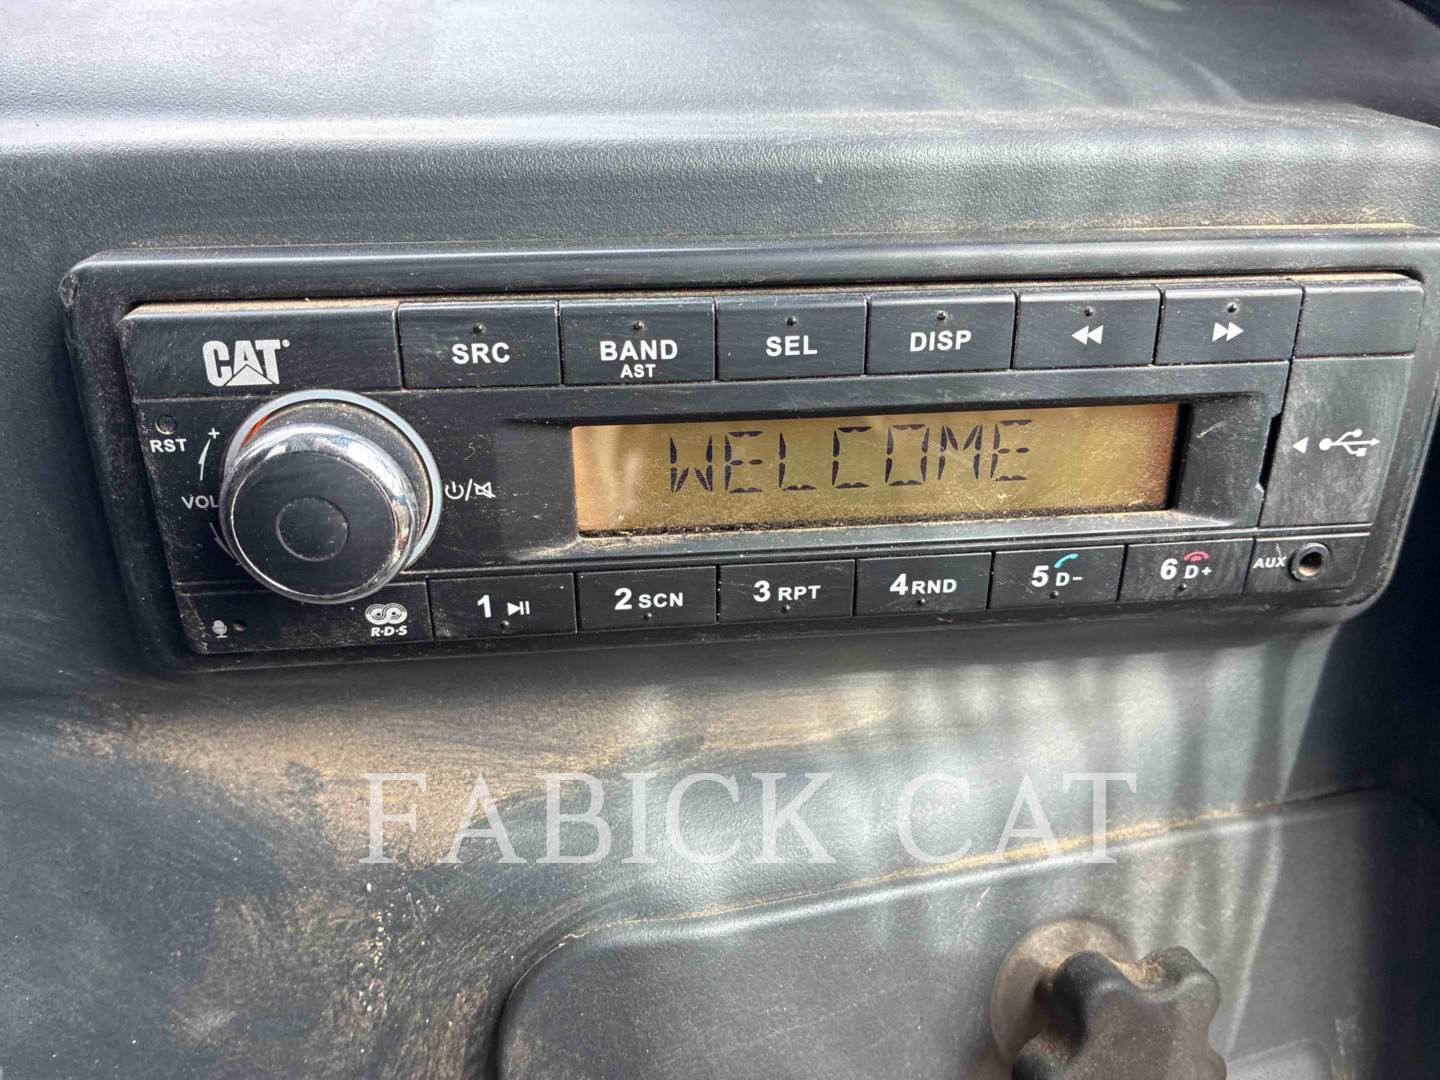 CAT®
SRC
BAND
AST
SEL
DISP
RST
+
VOL
-
WELCOME
1
2 SCN
3 RPT
4 RND
5 D-
6 D+
AUX
R·D·S
FABICK CAT